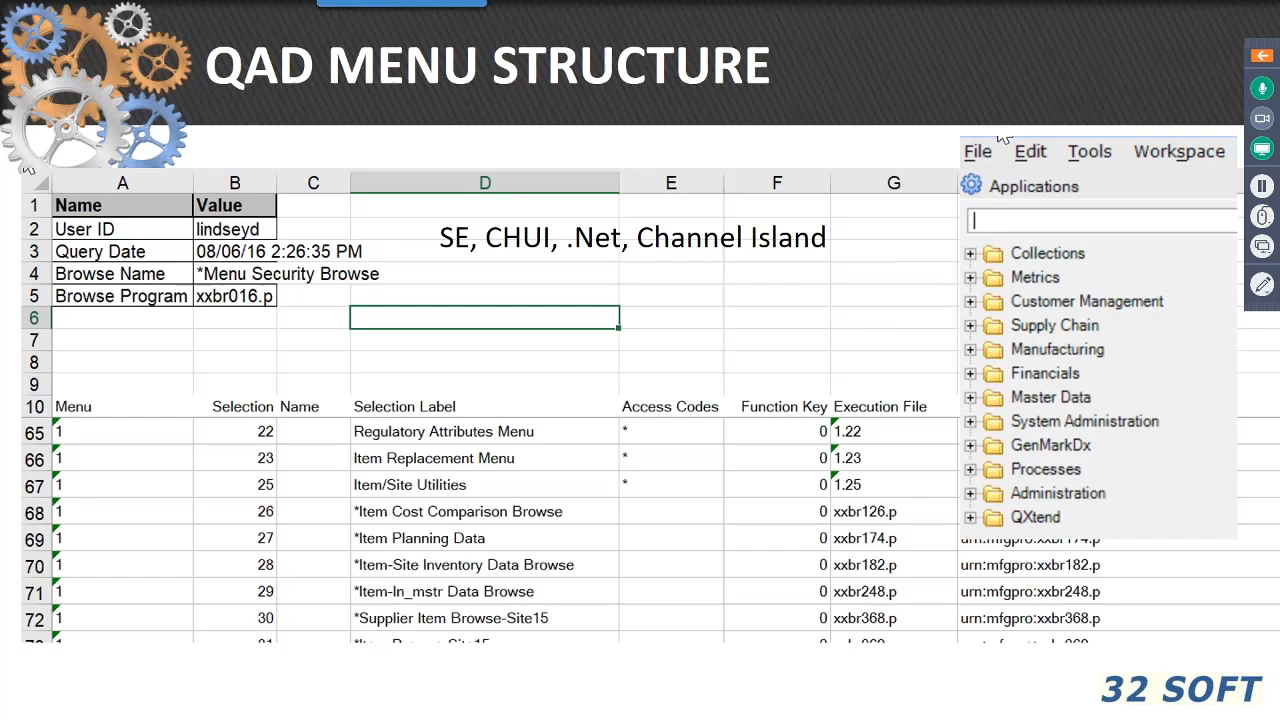 QAD MENU STRUCTURE
File Edit Tools Workspace
Applications
Collections
Metrics
Customer Management
Supply Chain
Manufacturing
Financials
Master Data
System Administration
GenMarkDx
Processes
Administration
QXtend
SE, CHUI, .Net, Channel Island
A B C D E F G
1 Name Value
2 User ID lindseyd
3 Query Date 08/06/16 2:26:35 PM
4 Browse Name *Menu Security Browse
5 Browse Program xxbr016.p
6
7
8
9
10 Menu Selection Name Selection Label Access Codes Function Key Execution File
65 1 22 Regulatory Attributes Menu * 0 1.22
66 1 23 Item Replacement Menu * 0 1.23
67 1 25 Item/Site Utilities * 0 1.25
68 1 26 *Item Cost Comparison Browse 0 xxbr126.p
69 1 27 *Item Planning Data 0 xxbr174.p urn:mfgpro:xxbr174.p
70 1 28 *Item-Site Inventory Data Browse 0 xxbr182.p urn:mfgpro:xxbr182.p
71 1 29 *Item-In_mstr Data Browse 0 xxbr248.p urn:mfgpro:xxbr248.p
72 1 30 *Supplier Item Browse-Site15 0 xxbr368.p urn:mfgpro:xxbr368.p
32 SOFT